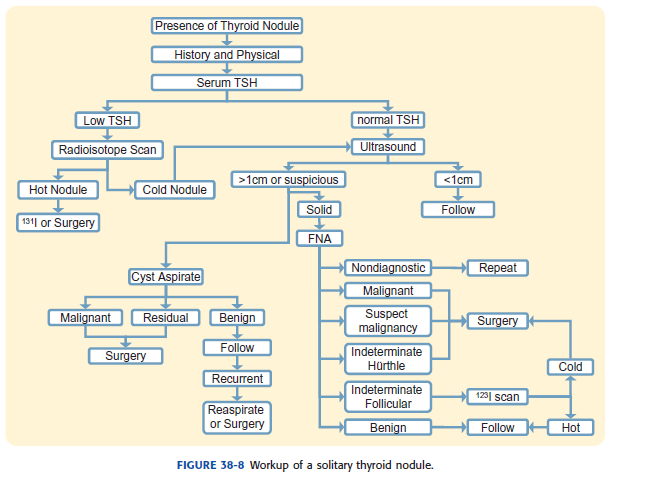 Presence of Thyroid Nodule
History and Physical
Serum TSH
Low TSH
normal TSH
Radioisotope Scan
Ultrasound
Hot Nodule
Cold Nodule
>1cm or suspicious
<1cm
¹³¹I or Surgery
Solid
Follow
FNA
Cyst Aspirate
Nondiagnostic
Repeat
Malignant
Malignant
Residual
Benign
Suspect
malignancy
Surgery
Surgery
Follow
Indeterminate
Hürthle
Cold
Recurrent
Indeterminate
Follicular
¹²³I scan
Reaspirate
or Surgery
Benign
Follow
Hot
FIGURE 38-8 Workup of a solitary thyroid nodule.